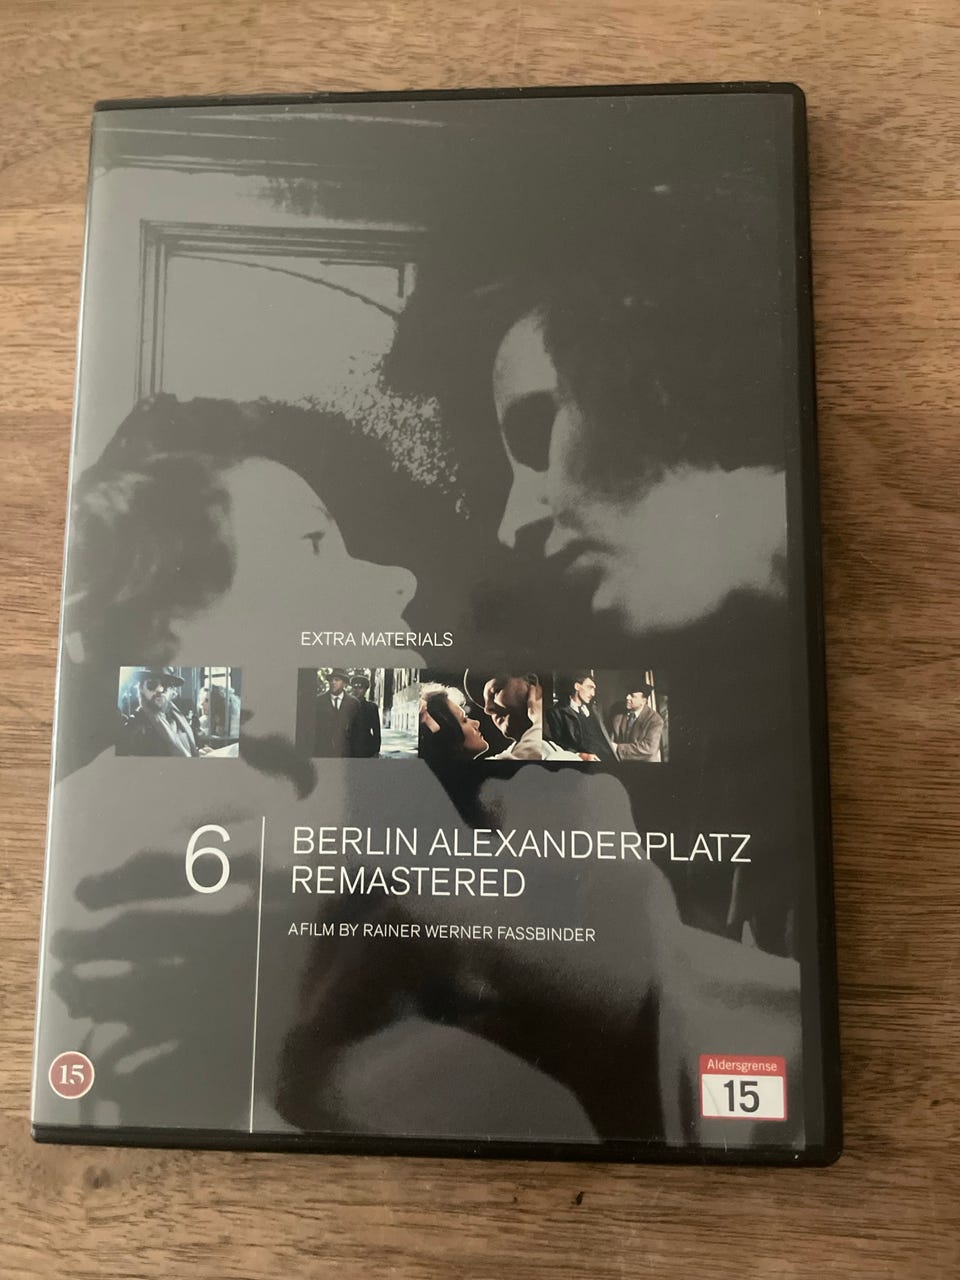 EXTRA MATERIALS
6
BERLIN ALEXANDERPLATZ
REMASTERED
A FILM BY RAINER WERNER FASSBINDER
15
Aldersgrense
15